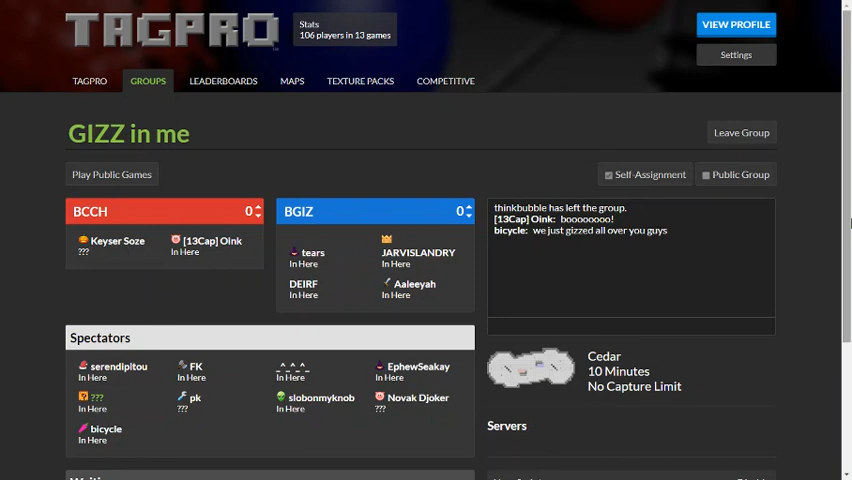 TAGPRO
Stats
106 players in 13 games
VIEW PROFILE
Settings
TAGPRO GROUPS LEADERBOARDS MAPS TEXTURE PACKS COMPETITIVE
GIZZ in me
Leave Group
Play Public Games
Self-Assignment
Public Group
BCCH 0
Keyser Soze
???
[13Cap] Oink
In Here
BGIZ 0
tears
In Here
JARVISLANDRY
In Here
DEIRF
In Here
Aaleeyah
In Here
thinkbubble has left the group.
[13Cap] Oink: boooooooo!
bicycle: we just gizzed all over you guys
Spectators
serendipitou
In Here
FK
In Here
_^_^_^_
In Here
EphewSeakay
In Here
???
In Here
pk
???
slobonmyknob
In Here
Novak Djoker
???
bicycle
In Here
Cedar
10 Minutes
No Capture Limit
Servers